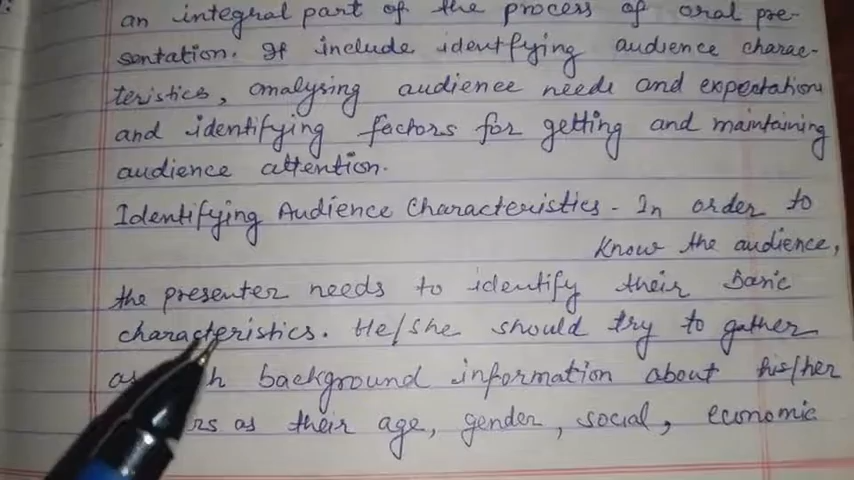 an integral part of the process of oral pre-
sentation. It include identfying audience charac-
teristics, analysing audience needs and expectation
and identifying factors for getting and maintaining
audience attention.
Identifying Audience Characteristics - In order to
know the audience,
the presenter needs to identify their basic
characteristics. He/she should try to gather
background information about his/her
as their age, gender, social, economic